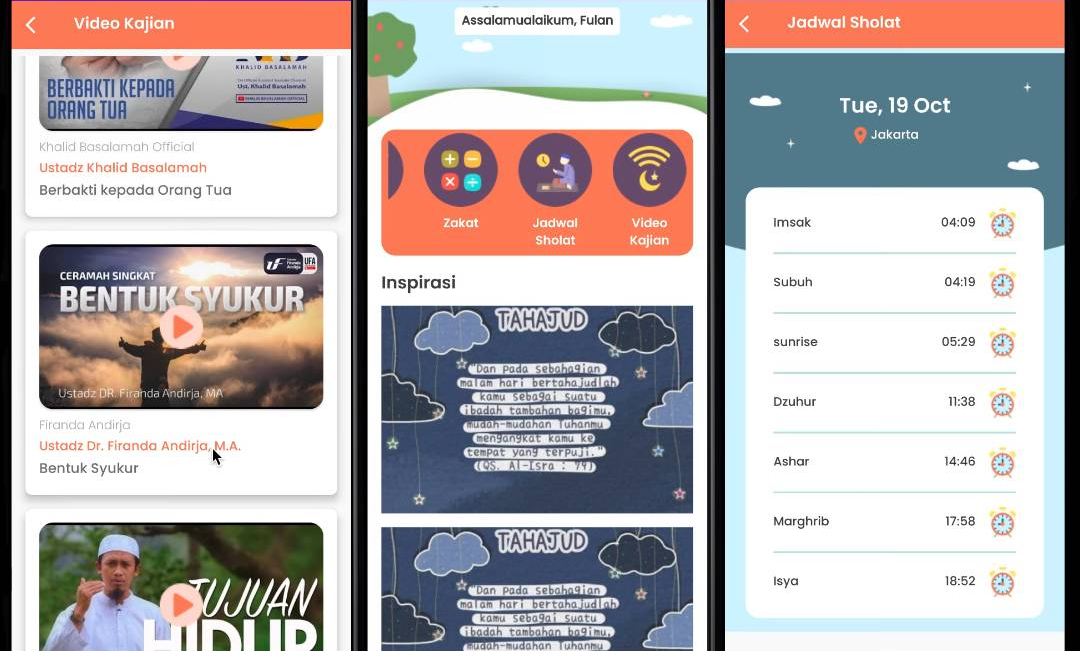 Video Kajian
KHALID BASALAMAH
Ust. Khalid Basalamah
BERBAKTI KEPADA
ORANG TUA
Khalid Basalamah Official
Ustadz Khalid Basalamah
Berbakti kepada Orang Tua
UFA
Firanda
Andirja
CERAMAH SINGKAT
BENTUK SYUKUR
Ustadz DR. Firanda Andirja, MA
Firanda Andirja
Ustadz Dr. Firanda Andirja, M.A.
Bentuk Syukur
TUJUAN
HIDUP
Assalamualaikum, Fulan
Zakat
Jadwal
Sholat
Video
Kajian
Inspirasi
TAHAJUD
"Dan pada sebahagian
malam hari bertahajudlah
kamu sebagai suatu
ibadah tambahan bagimu,
mudah-mudahan Tuhanmu
mengangkat kamu ke
tempat yang terpuji."
(QS. Al-Isra : 79)
TAHAJUD
"Dan pada sebahagian
malam hari bertahajudlah
kamu sebagai suatu
ibadah tambahan bagimu,
mudah-mudahan Tuhanmu
Jadwal Sholat
Tue, 19 Oct
Jakarta
Imsak 04:09
Subuh 04:19
sunrise 05:29
Dzuhur 11:38
Ashar 14:46
Marghrib 17:58
Isya 18:52